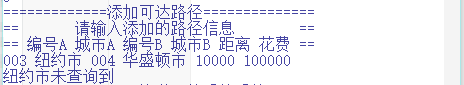 ============添加可达路径===============
==      请输入添加的路径信息       ==
== 编号A 城市A 编号B 城市B 距离 花费 ==
003 纽约市 004 华盛顿市 10000 100000
纽约市未查询到